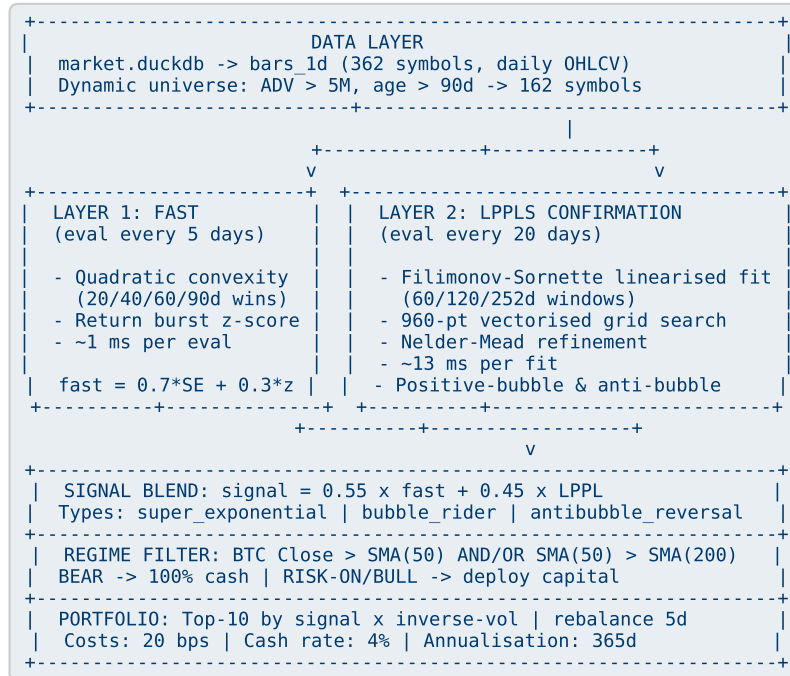 +-------------------------------------------------------------------+
|                         DATA LAYER                                |
|  market.duckdb -> bars_1d (362 symbols, daily OHLCV)              |
|  Dynamic universe: ADV > 5M, age > 90d -> 162 symbols             |
+-----------------------------+-------------------------------------+
                                                 |
                          +--------------+--------------+
                          v                              v
+------------------------+  +--------------------------------------+
|  LAYER 1: FAST         |  |  LAYER 2: LPPLS CONFIRMATION         |
|  (eval every 5 days)   |  |  (eval every 20 days)                |
|                        |  |                                      |
|  - Quadratic convexity |  |  - Filimonov-Sornette linearised fit |
|    (20/40/60/90d wins) |  |    (60/120/252d windows)             |
|  - Return burst z-score |  |  - 960-pt vectorised grid search     |
|  - ~1 ms per eval      |  |  - Nelder-Mead refinement            |
|                        |  |  - ~13 ms per fit                    |
|  fast = 0.7*SE + 0.3*z |  |  - Positive-bubble & anti-bubble     |
+----------+--------------+  +----------+-------------------------+
                        +----------+------------------+
                                             v
+-------------------------------------------------------------------+
|  SIGNAL BLEND: signal = 0.55 x fast + 0.45 x LPPL               |
|  Types: super_exponential | bubble_rider | antibubble_reversal   |
+-------------------------------------------------------------------+
|  REGIME FILTER: BTC Close > SMA(50) AND/OR SMA(50) > SMA(200)   |
|  BEAR -> 100% cash | RISK-ON/BULL -> deploy capital              |
+-------------------------------------------------------------------+
|  PORTFOLIO: Top-10 by signal x inverse-vol | rebalance 5d        |
|  Costs: 20 bps | Cash rate: 4% | Annualisation: 365d            |
+-------------------------------------------------------------------+